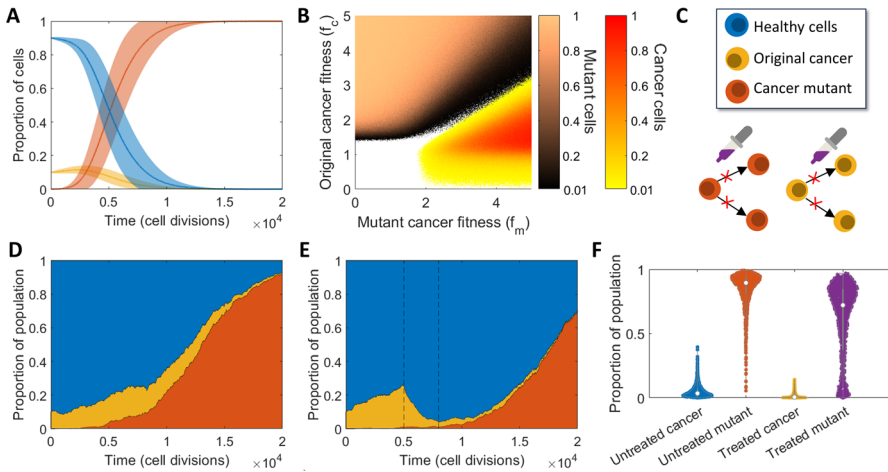 A
Proportion of cells
1
0.8
0.6
0.4
0.2
0
0 0.5 1 1.5 2
Time (cell divisions) ×10^4
B
Original cancer fitness (f_c)
5
4
3
2
1
0
0 2 4
Mutant cancer fitness (f_m)
1
0.8
0.6
0.4
0.2
0.01
Mutant cells
1
0.8
0.6
0.4
0.2
0.01
Cancer cells
C
Healthy cells
Original cancer
Cancer mutant
D
Proportion of population
1
0.8
0.6
0.4
0.2
0
0 0.5 1 1.5 2
Time (cell divisions) ×10^4
E
Proportion of population
1
0.8
0.6
0.4
0.2
0
0 0.5 1 1.5 2
Time (cell divisions) ×10^4
F
Proportion of population
1
0.5
0
Untreated cancer
Untreated mutant
Treated cancer
Treated mutant